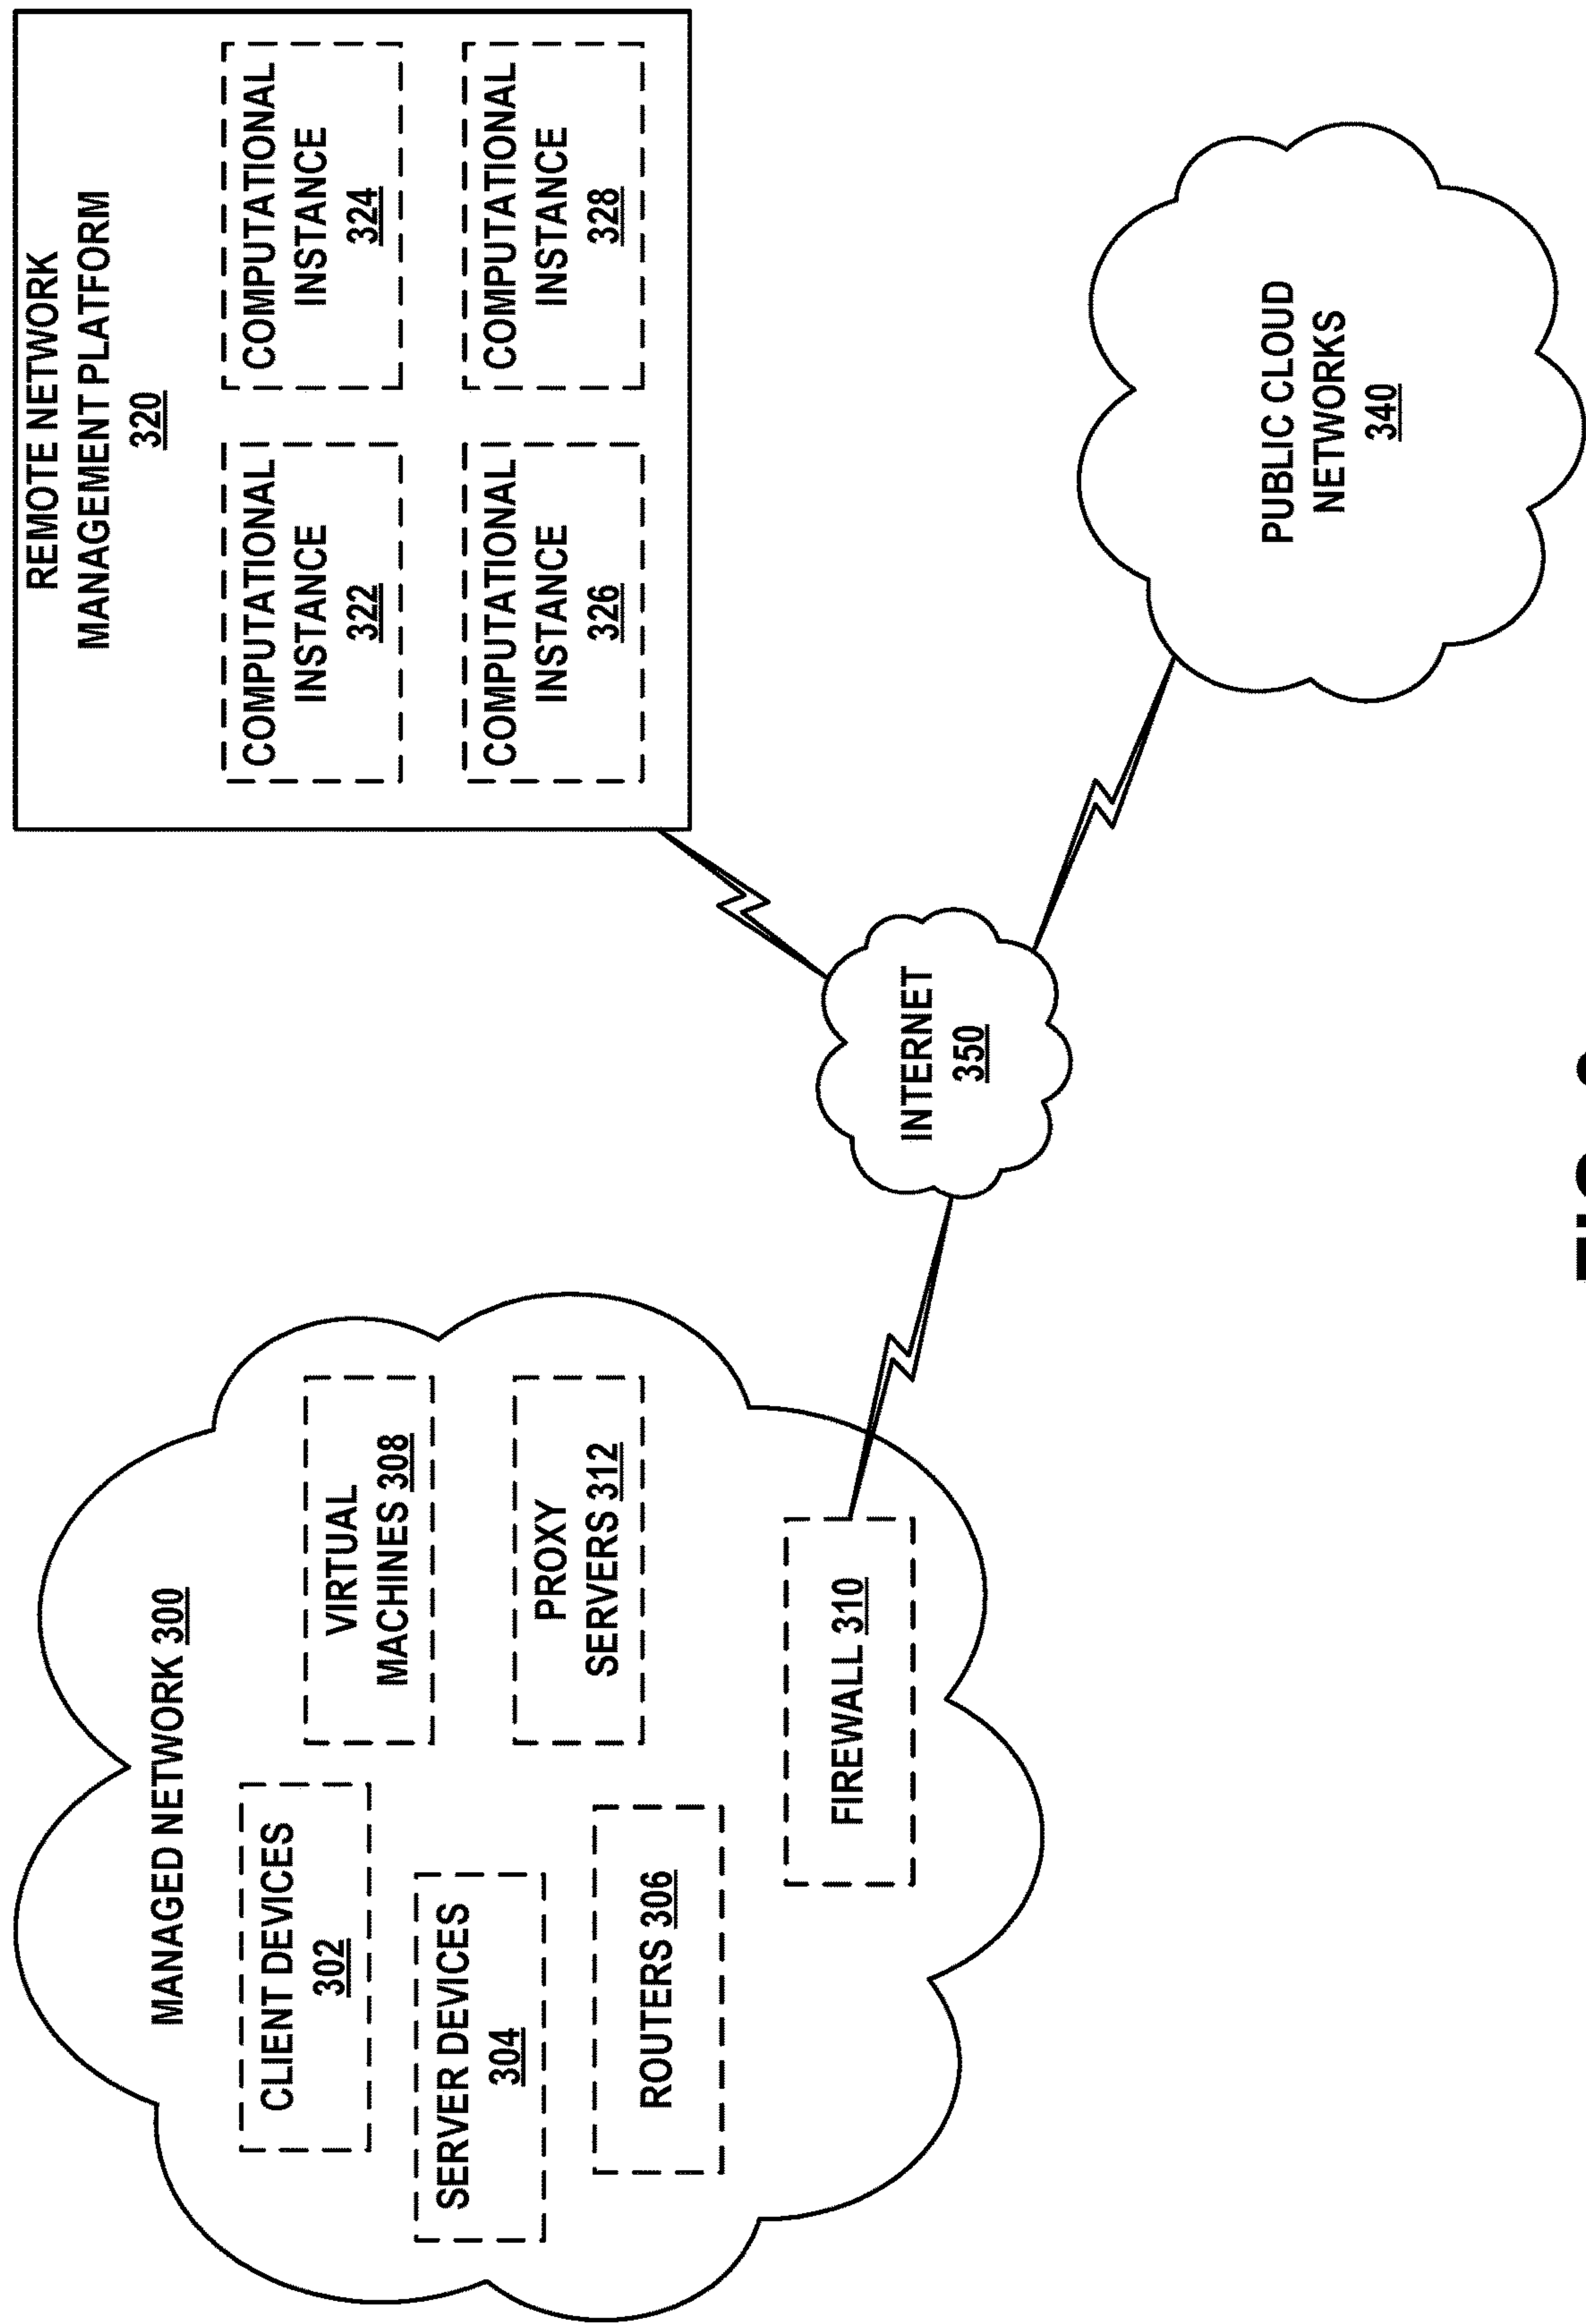 MANAGED NETWORK 300
CLIENT DEVICES
302
SERVER DEVICES
304
ROUTERS 306
VIRTUAL
MACHINES 308
PROXY
SERVERS 312
FIREWALL 310
INTERNET
350
REMOTE NETWORK
MANAGEMENT PLATFORM
320
COMPUTATIONAL
INSTANCE
322
COMPUTATIONAL
INSTANCE
324
COMPUTATIONAL
INSTANCE
326
COMPUTATIONAL
INSTANCE
328
PUBLIC CLOUD
NETWORKS
340